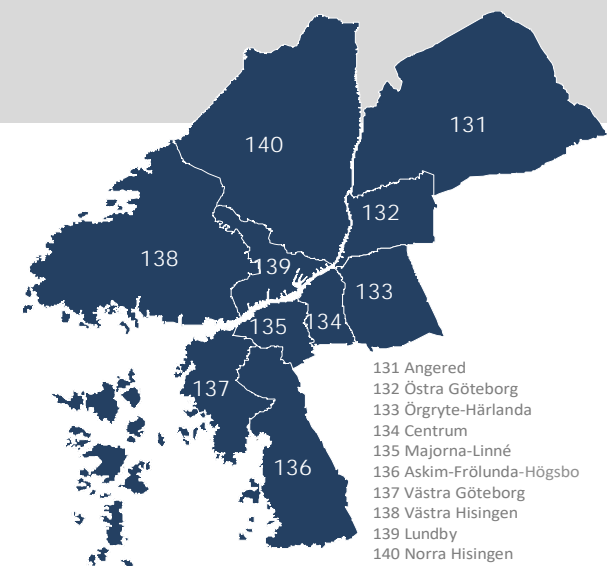 131
140
132
138
139
133
135
134
137
136
131 Angered
132 Östra Göteborg
133 Örgryte-Härlanda
134 Centrum
135 Majorna-Linné
136 Askim-Frölunda-Högsbo
137 Västra Göteborg
138 Västra Hisingen
139 Lundby
140 Norra Hisingen